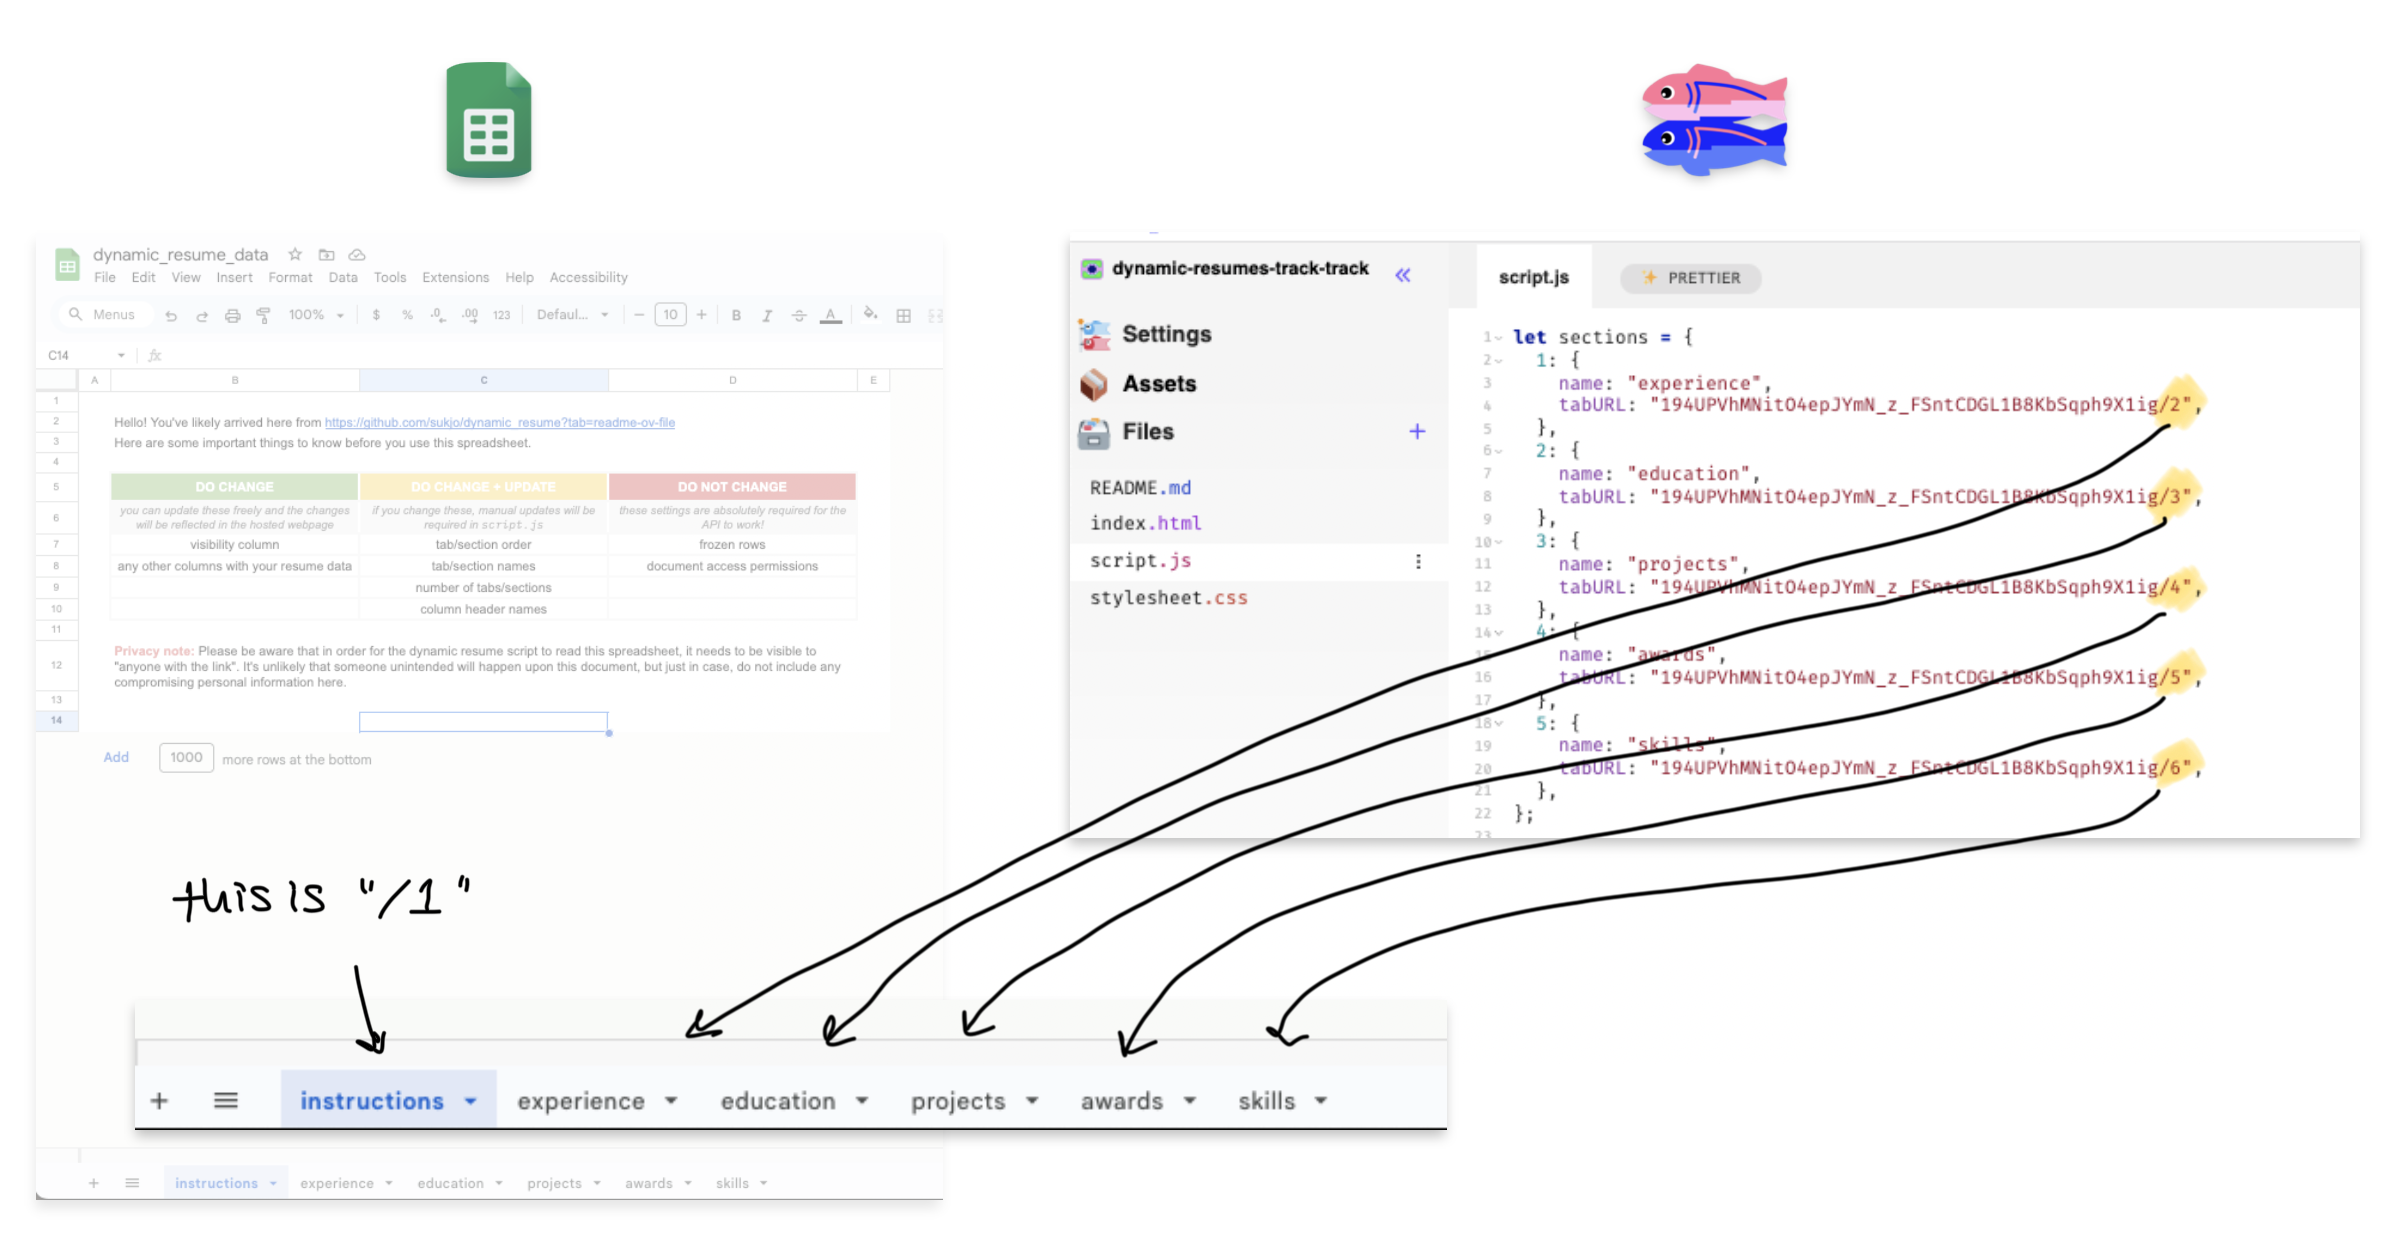 dynamic_resume_data
File Edit View Insert Format Data Tools Extensions Help Accessibility
Menus 100% $ % .0 .00 123 Defaul... − 10 + B I A
C14 fx
A B C D E
1
2 Hello! You've likely arrived here from https://github.com/sukjo/dynamic_resume?tab=readme-ov-file
3 Here are some important things to know before you use this spreadsheet.
4
5 DO CHANGE DO CHANGE + UPDATE DO NOT CHANGE
6 you can update these freely and the changes will be reflected in the hosted webpage if you change these, manual updates will be required in script.js these settings are absolutely required for the API to work!
7 visibility column tab/section order frozen rows
8 any other columns with your resume data tab/section names document access permissions
9 number of tabs/sections
10 column header names
11
12 Privacy note: Please be aware that in order for the dynamic resume script to read this spreadsheet, it needs to be visible to
"anyone with the link". It's unlikely that someone unintended will happen upon this document, but just in case, do not include any
compromising personal information here.
13
14
Add 1000 more rows at the bottom
this is "/1"
+ instructions experience education projects awards skills
+ instructions experience education projects awards skills
dynamic-resumes-track-track
Settings
Assets
Files +
README.md
index.html
script.js
stylesheet.css
script.js PRETTIER
1 let sections = {
2 1: {
3 name: "experience",
4 tabURL: "194UPVhMNitO4epJYmN_z_FSntCDGL1B8KbSqph9X1ig/2",
5 },
6 2: {
7 name: "education",
8 tabURL: "194UPVhMNitO4epJYmN_z_FSntCDGL1B8KbSqph9X1ig/3",
9 },
10 3: {
11 name: "projects",
12 tabURL: "194UPVhMNitO4epJYmN_z_FSntCDGL1B8KbSqph9X1ig/4",
13 },
14 4: {
15 name: "awards",
16 tabURL: "194UPVhMNitO4epJYmN_z_FSntCDGL1B8KbSqph9X1ig/5",
17 },
18 5: {
19 name: "skills",
20 tabURL: "194UPVhMNitO4epJYmN_z_FSntCDGL1B8KbSqph9X1ig/6",
21 },
22 };
23